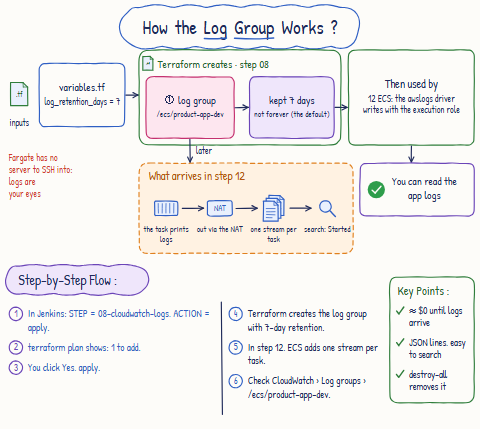 How the Log Group Works ?
Terraform creates - step 08
.tf
inputs
variables.tf
log_retention_days = 7
① log group
/ecs/product-app-dev
kept 7 days
not forever (the default)
Then used by
12 ECS: the awslogs driver
writes with the execution role
later
Fargate has no
server to SSH into:
logs are
your eyes
What arrives in step 12
the task prints
logs
NAT
out via the NAT
one stream per
task
search: Started
You can read the
app logs
Step-by-Step Flow :
1 In Jenkins: STEP = 08-cloudwatch-logs. ACTION =
apply.
2 terraform plan shows: 1 to add.
3 You click Yes. apply.
4 Terraform creates the log group
with 7-day retention.
5 In step 12. ECS adds one stream per
task.
6 Check CloudWatch › Log groups ›
/ecs/product-app-dev.
Key Points :
≈ $0 until logs
arrive
JSON lines. easy
to search
destroy-all
removes it